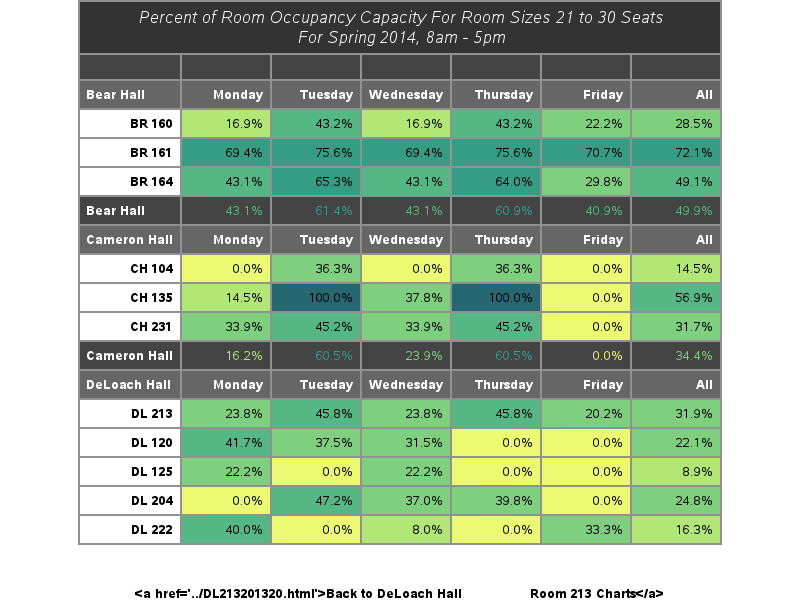 Percent of Room Occupancy Capacity For Room Sizes 21 to 30 Seats
For Spring 2014, 8am - 5pm
Bear Hall Monday Tuesday Wednesday Thursday Friday All
BR 160 16.9% 43.2% 16.9% 43.2% 22.2% 28.5%
BR 161 69.4% 75.6% 69.4% 75.6% 70.7% 72.1%
BR 164 43.1% 65.3% 43.1% 64.0% 29.8% 49.1%
Bear Hall 43.1% 61.4% 43.1% 60.9% 40.9% 49.9%
Cameron Hall Monday Tuesday Wednesday Thursday Friday All
CH 104 0.0% 36.3% 0.0% 36.3% 0.0% 14.5%
CH 135 14.5% 100.0% 37.8% 100.0% 0.0% 56.9%
CH 231 33.9% 45.2% 33.9% 45.2% 0.0% 31.7%
Cameron Hall 16.2% 60.5% 23.9% 60.5% 0.0% 34.4%
DeLoach Hall Monday Tuesday Wednesday Thursday Friday All
DL 213 23.8% 45.8% 23.8% 45.8% 20.2% 31.9%
DL 120 41.7% 37.5% 31.5% 0.0% 0.0% 22.1%
DL 125 22.2% 0.0% 22.2% 0.0% 0.0% 8.9%
DL 204 0.0% 47.2% 37.0% 39.8% 0.0% 24.8%
DL 222 40.0% 0.0% 8.0% 0.0% 33.3% 16.3%
<a href='../DL213201320.html'>Back to DeLoach Hall Room 213 Charts</a>